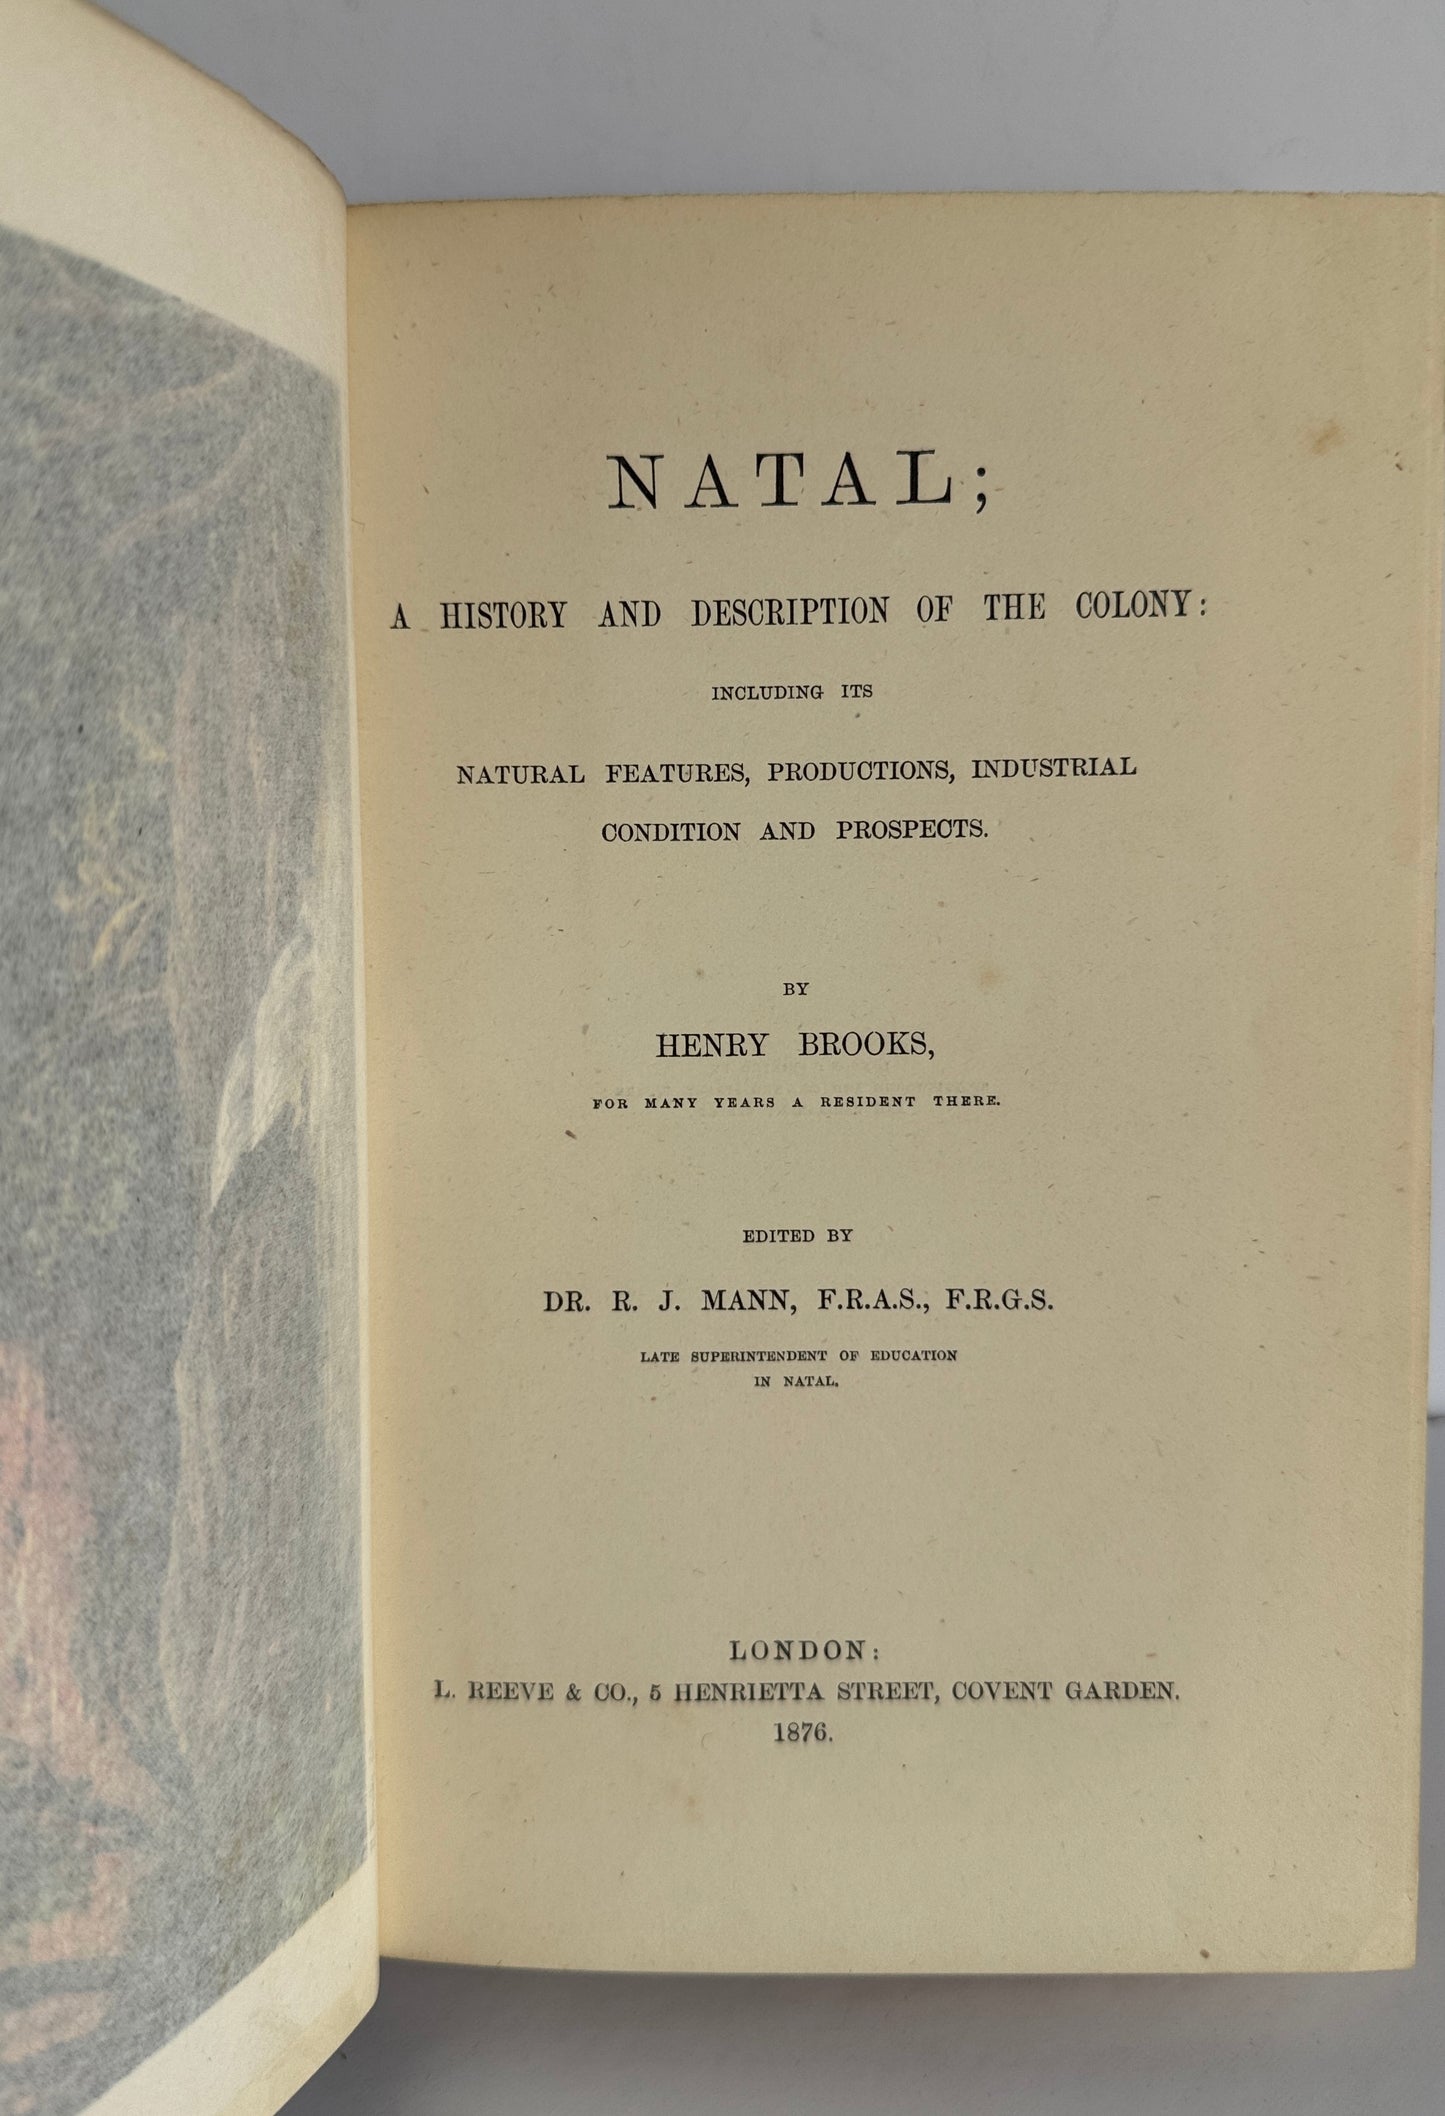 NATAL;
A HISTORY AND DESCRIPTION OF THE COLONY:
INCLUDING ITS
NATURAL FEATURES, PRODUCTIONS, INDUSTRIAL
CONDITION AND PROSPECTS.
BY
HENRY BROOKS,
FOR MANY YEARS A RESIDENT THERE.
EDITED BY
DR. R. J. MANN, F.R.A.S., F.R.G.S.
LATE SUPERINTENDENT OF EDUCATION
IN NATAL.
LONDON:
L. REEVE & CO., 5 HENRIETTA STREET, COVENT GARDEN.
1876.